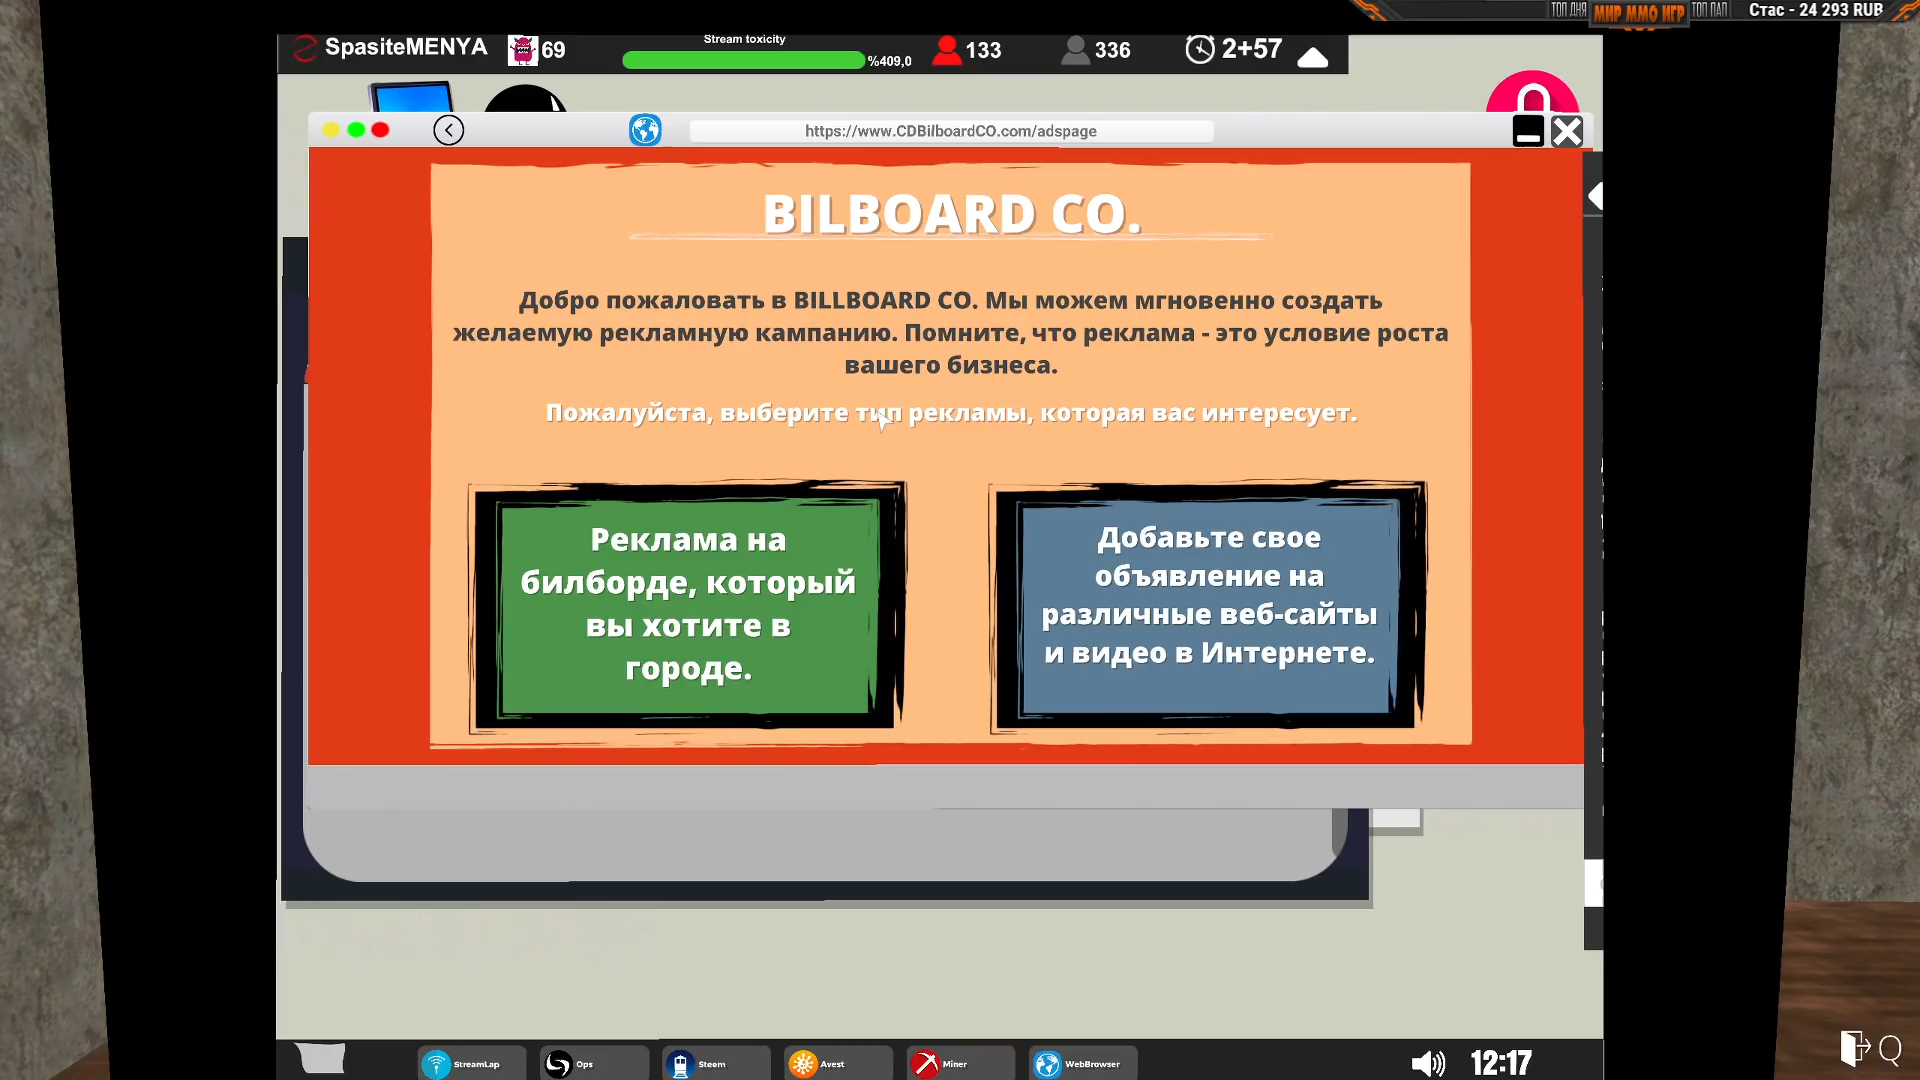 ТОП ДНЯ
МИР ММО ИГР
ТОП ПАП
Стас - 24 293 RUB
SpasiteMENYA
69
Stream toxicity
%409,0
133
336
2+57
https://www.CDBilboardCO.com/adspage
BILBOARD CO.
Добро пожаловать в BILLBOARD CO. Мы можем мгновенно создать
желаемую рекламную кампанию. Помните, что реклама - это условие роста
вашего бизнеса.
Пожалуйста, выберите тип рекламы, которая вас интересует.
Реклама на
билборде, который
вы хотите в
городе.
Добавьте свое
объявление на
различные веб-сайты
и видео в Интернете.
StreamLap
Ops
Steem
Avest
Miner
WebBrowser
12:17
Q